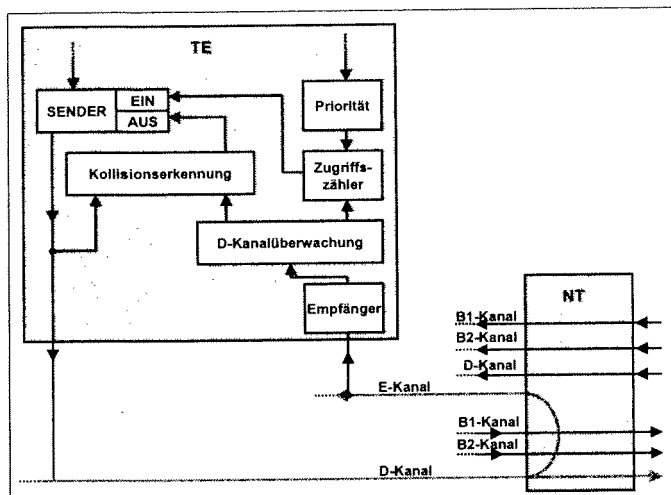 TE
SENDER
EIN
AUS
Priorität
Kollisionserkennung
Zugriffs-
zähler
D-Kanalüberwachung
Empfänger
NT
B1-Kanal
B2-Kanal
D-Kanal
E-Kanal
B1-Kanal
B2-Kanal
D-Kanal